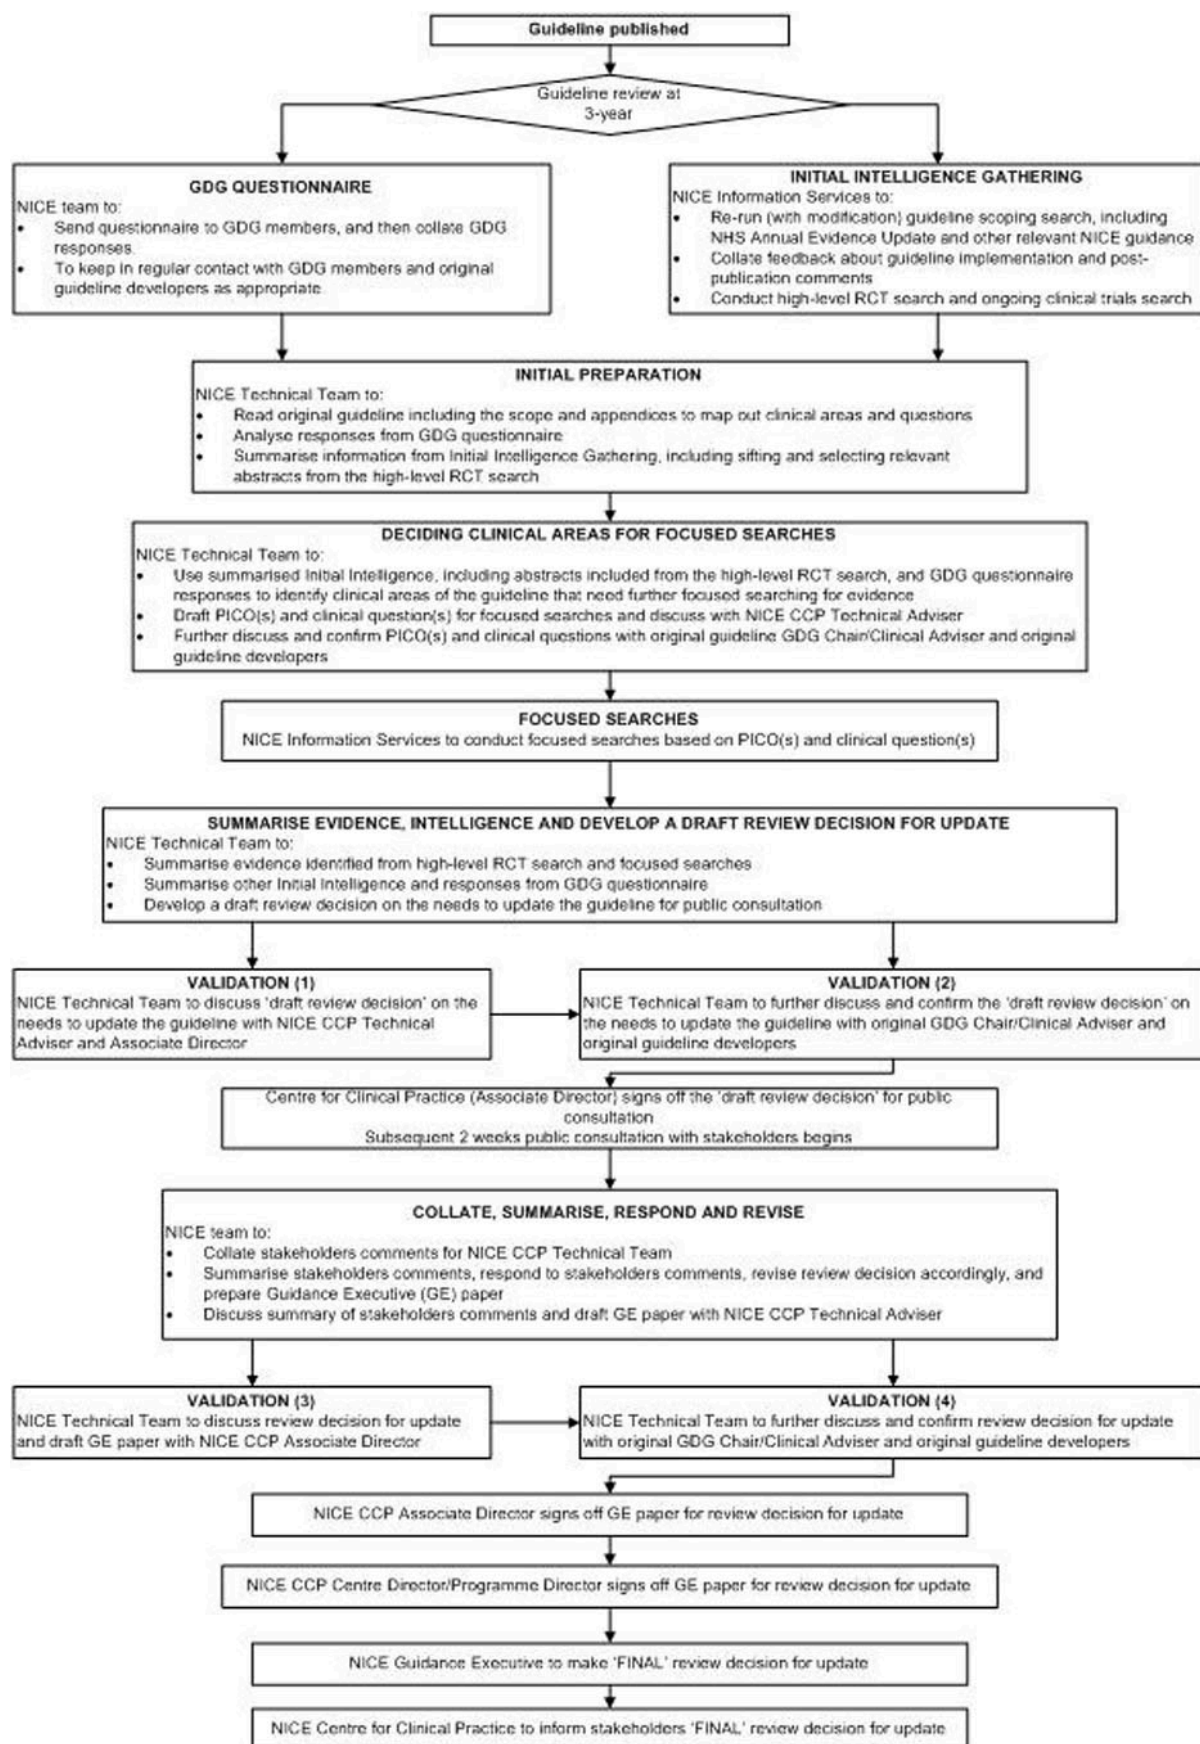 Guideline published
Guideline review at
3-year
GDG QUESTIONNAIRE
NICE team to:
• Send questionnaire to GDG members, and then collate GDG
responses.
• To keep in regular contact with GDG members and original
guideline developers as appropriate.
INITIAL INTELLIGENCE GATHERING
NICE Information Services to:
• Re-run (with modification) guideline scoping search, including
NHS Annual Evidence Update and other relevant NICE guidance
• Collate feedback about guideline implementation and post-
publication comments
• Conduct high-level RCT search and ongoing clinical trials search
INITIAL PREPARATION
NICE Technical Team to:
• Read original guideline including the scope and appendices to map out clinical areas and questions
• Analyse responses from GDG questionnaire
• Summarise information from Initial Intelligence Gathering, including sifting and selecting relevant
abstracts from the high-level RCT search
DECIDING CLINICAL AREAS FOR FOCUSED SEARCHES
NICE Technical Team to:
• Use summarised Initial Intelligence, including abstracts included from the high-level RCT search, and GDG questionnaire
responses to identify clinical areas of the guideline that need further focused searching for evidence
• Draft PICO(s) and clinical question(s) for focused searches and discuss with NICE CCP Technical Adviser
• Further discuss and confirm PICO(s) and clinical questions with original guideline GDG Chair/Clinical Adviser and original
guideline developers
FOCUSED SEARCHES
NICE Information Services to conduct focused searches based on PICO(s) and clinical question(s)
SUMMARISE EVIDENCE, INTELLIGENCE AND DEVELOP A DRAFT REVIEW DECISION FOR UPDATE
NICE Technical Team to:
• Summarise evidence identified from high-level RCT search and focused searches
• Summarise other Initial Intelligence and responses from GDG questionnaire
• Develop a draft review decision on the needs to update the guideline for public consultation
VALIDATION (1)
NICE Technical Team to discuss 'draft review decision' on the
needs to update the guideline with NICE CCP Technical
Adviser and Associate Director
VALIDATION (2)
NICE Technical Team to further discuss and confirm the 'draft review decision' on
the needs to update the guideline with original GDG Chair/Clinical Adviser and
original guideline developers
Centre for Clinical Practice (Associate Director) signs off the 'draft review decision' for public
consultation
Subsequent 2 weeks public consultation with stakeholders begins
COLLATE, SUMMARISE, RESPOND AND REVISE
NICE team to:
• Collate stakeholders comments for NICE CCP Technical Team
• Summarise stakeholders comments, respond to stakeholders comments, revise review decision accordingly, and
prepare Guidance Executive (GE) paper
• Discuss summary of stakeholders comments and draft GE paper with NICE CCP Technical Adviser
VALIDATION (3)
NICE Technical Team to discuss review decision for update
and draft GE paper with NICE CCP Associate Director
VALIDATION (4)
NICE Technical Team to further discuss and confirm review decision for update
with original GDG Chair/Clinical Adviser and original guideline developers
NICE CCP Associate Director signs off GE paper for review decision for update
NICE CCP Centre Director/Programme Director signs off GE paper for review decision for update
NICE Guidance Executive to make 'FINAL' review decision for update
NICE Centre for Clinical Practice to inform stakeholders 'FINAL' review decision for update